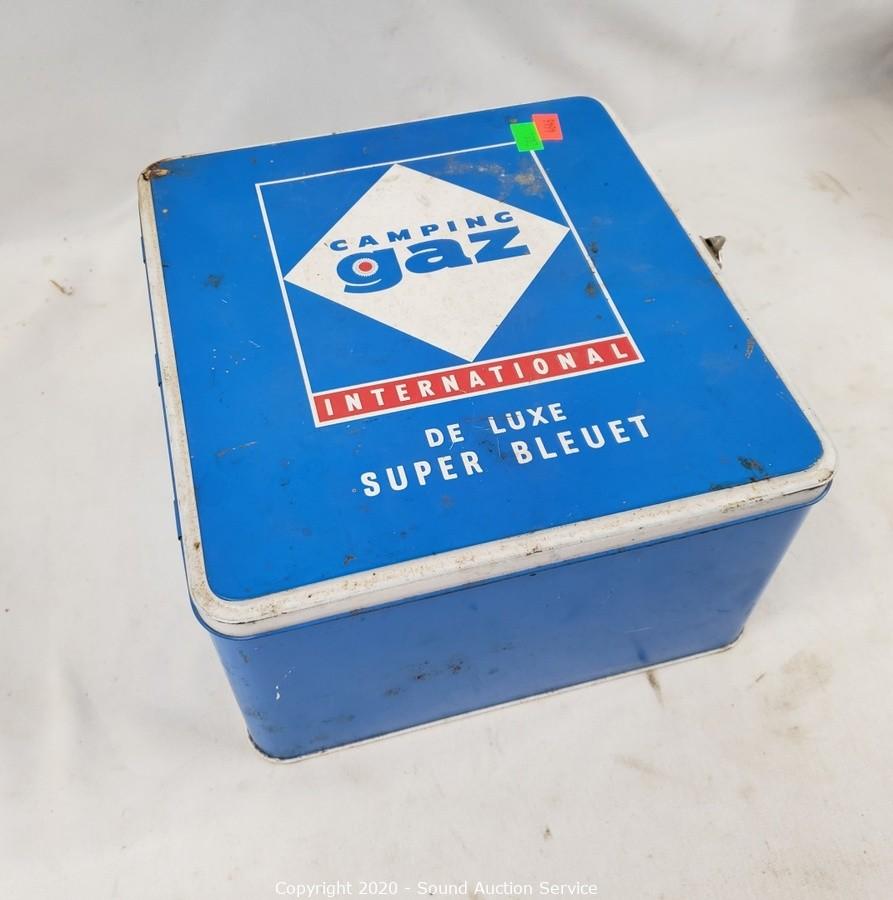 CAMPING
gaz
INTERNATIONAL
DE LUXE
SUPER BLEUET
Copyright 2020 - Sound Auction Service